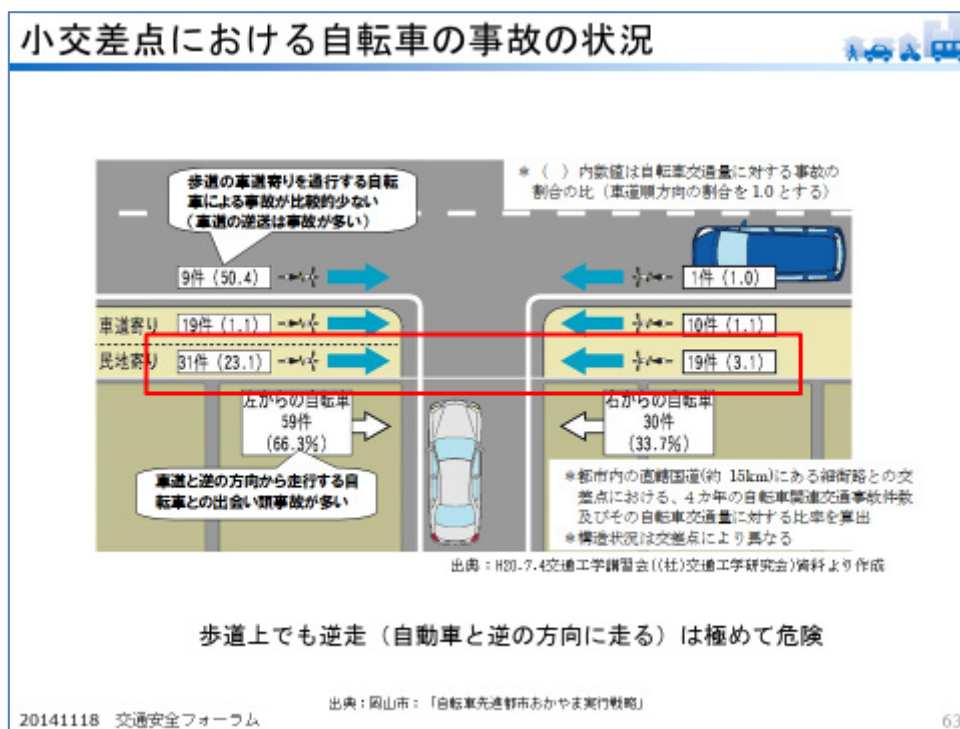 小交差点における自転車の事故の状況
歩道の車道寄りを通行する自転
車による事故が比較的少ない
(車道の逆送は事故が多い)
*( )内数値は自転車交通量に対する事故の
割合の比(車道順方向の割合を1.0とする)
9件(50.4)
1件(1.0)
車道寄り
19件(1.1)
10件(1.1)
民地寄り
31件(23.1)
19件(3.1)
左からの自転車
59件
(66.3%)
右からの自転車
30件
(33.7%)
車道と逆の方向から走行する自
転車との出会い頭事故が多い
*都市内の直轄国道(約 15km)にある細街路との交
差点における、4カ年の自転車関連交通事故件数
及びその自転車交通量に対する比率を算出
*構造状況は交差点により異なる
出典:H20.7.4交通工学講習会((社)交通工学研究会)資料より作成
歩道上でも逆走(自動車と逆の方向に走る)は極めて危険
出典:岡山市:「自転車先進都市おかやま実行戦略」
20141118 交通安全フォーラム
63